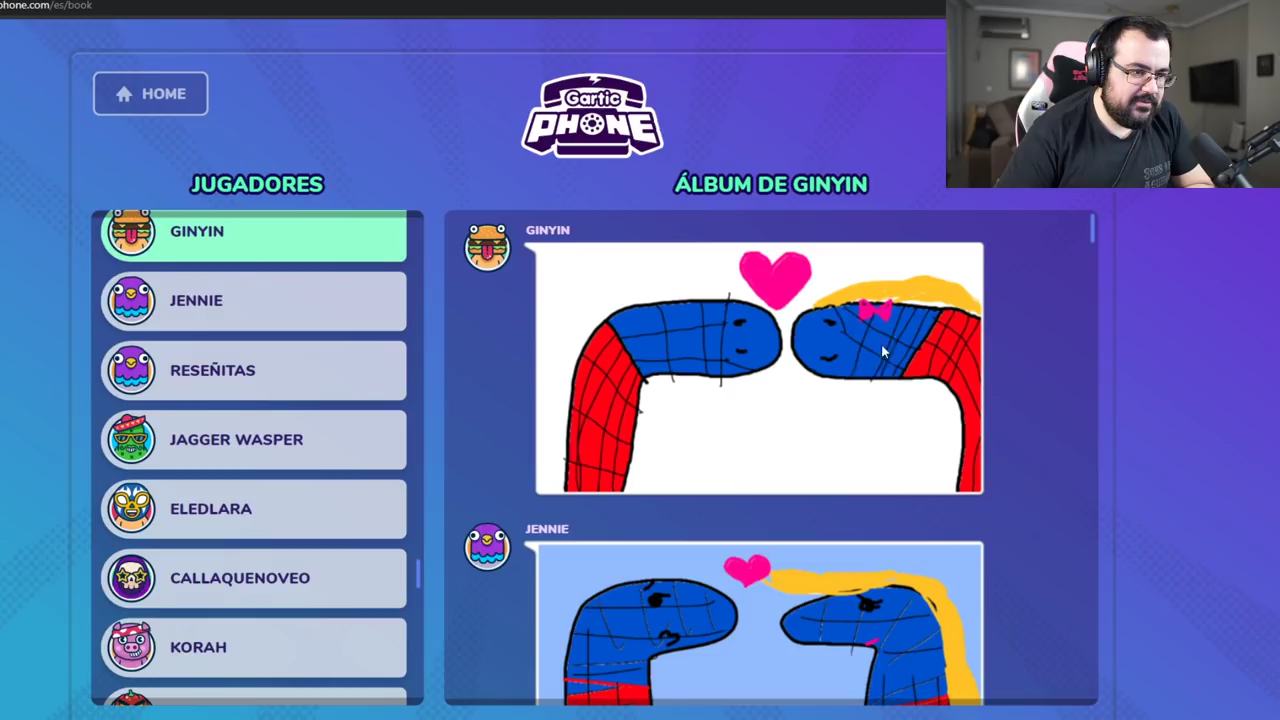 phone.com/es/book
HOME
Gartic
PHONE
JUGADORES
ÁLBUM DE GINYIN
GINYIN
JENNIE
RESEÑITAS
JAGGER WASPER
ELEDLARA
CALLAQUENOVEO
KORAH
GINYIN
JENNIE